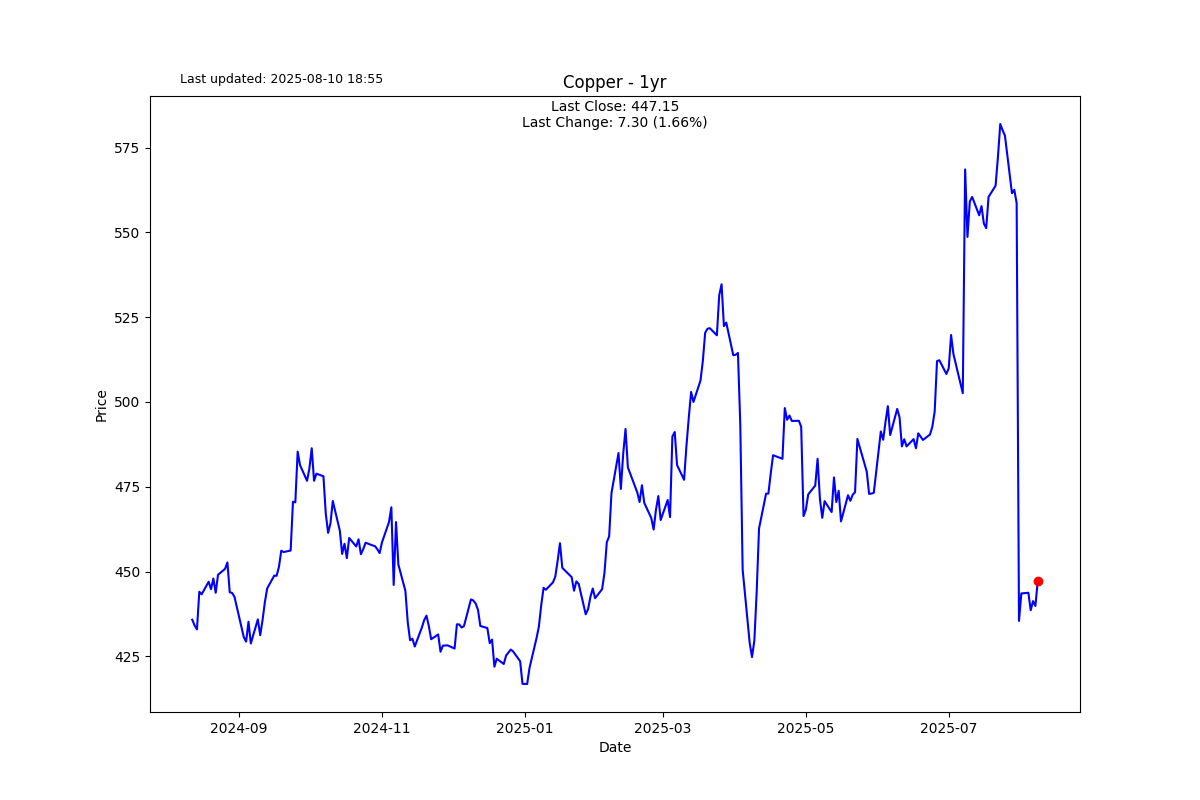 Last updated: 2025-08-10 18:55
Copper - 1yr
Last Close: 447.15
Last Change: 7.30 (1.66%)
575
550
525
500
475
450
425
Price
2024-09
2024-11
2025-01
2025-03
2025-05
2025-07
Date